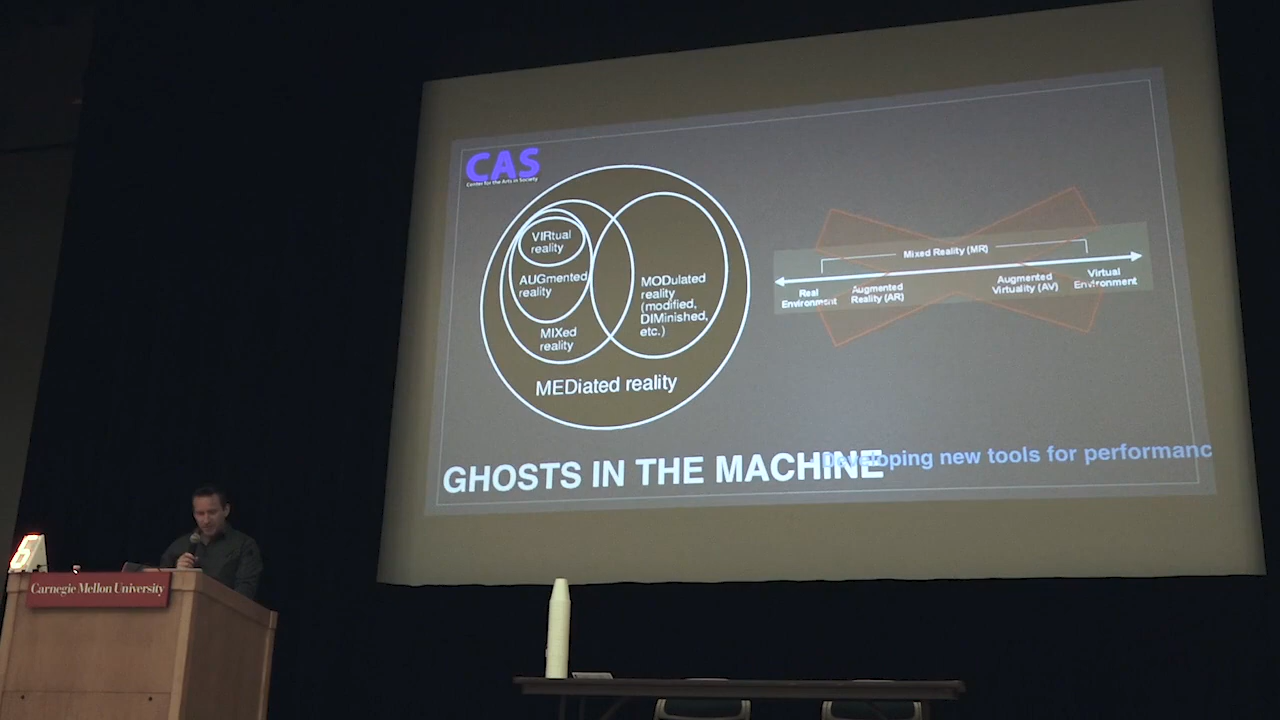 CAS
Center for the Arts in Society
VIRtual
reality
AUGmented
reality
MIXed
reality
MODulated
reality
(modified,
DIMinished,
etc.)
MEDiated reality
Mixed Reality (MR)
Real
Environment
Augmented
Reality (AR)
Augmented
Virtuality (AV)
Virtual
Environment
GHOSTS IN THE MACHINE
Developing new tools for performanc
6
Carnegie Mellon University